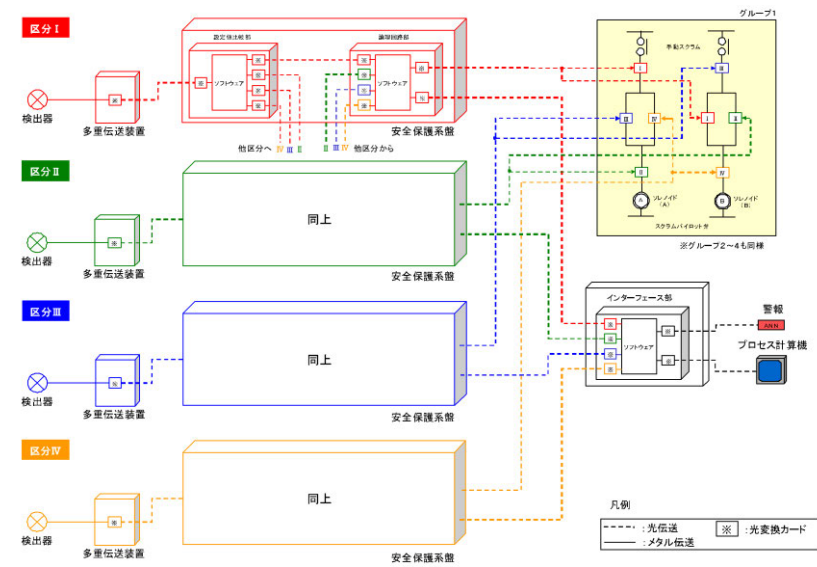 区分Ⅰ
検出器
※
多重伝送装置
設定値比較部
論理回路部
※
ソフトウェア
※
※
※
※
※
※
※
※
ソフトウェア
※
※
他区分へ Ⅳ Ⅲ Ⅱ
Ⅱ Ⅲ Ⅳ 他区分から
安全保護系盤
区分Ⅱ
検出器
※
多重伝送装置
同上
安全保護系盤
区分Ⅲ
検出器
※
多重伝送装置
同上
安全保護系盤
区分Ⅳ
検出器
※
多重伝送装置
同上
安全保護系盤
グループ1
手動スクラム
Ⅰ
Ⅲ
Ⅲ
Ⅳ
Ⅰ
Ⅱ
Ⅱ
Ⅳ
A
ソレノイド
(A)
B
ソレノイド
(B)
スクラムパイロット弁
※グループ2~4も同様
インターフェース部
※
※
※
※
ソフトウェア
※
※
警報
ANN
プロセス計算機
凡例
:光伝送
※ :光変換カード
:メタル伝送